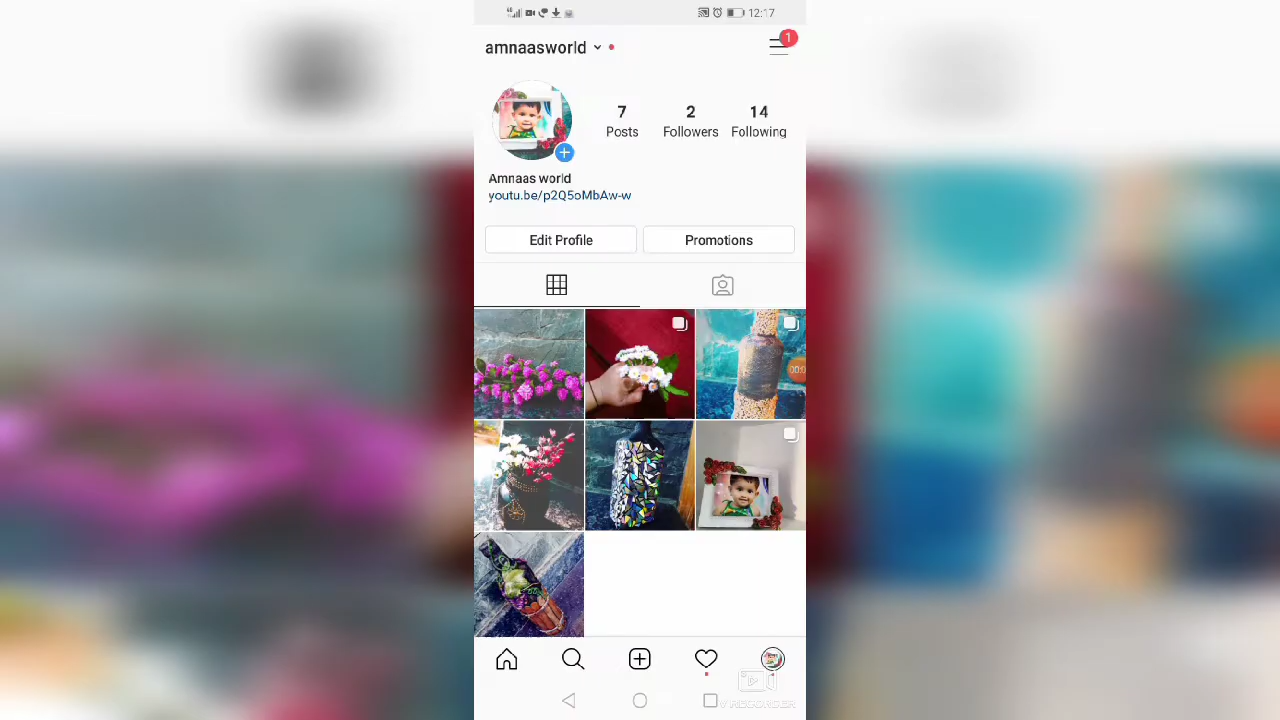 12:17
amnaasworld
1
7
2
14
Posts
Followers
Following
Amnaas world
youtu.be/p2Q5oMbAw-w
Edit Profile
Promotions